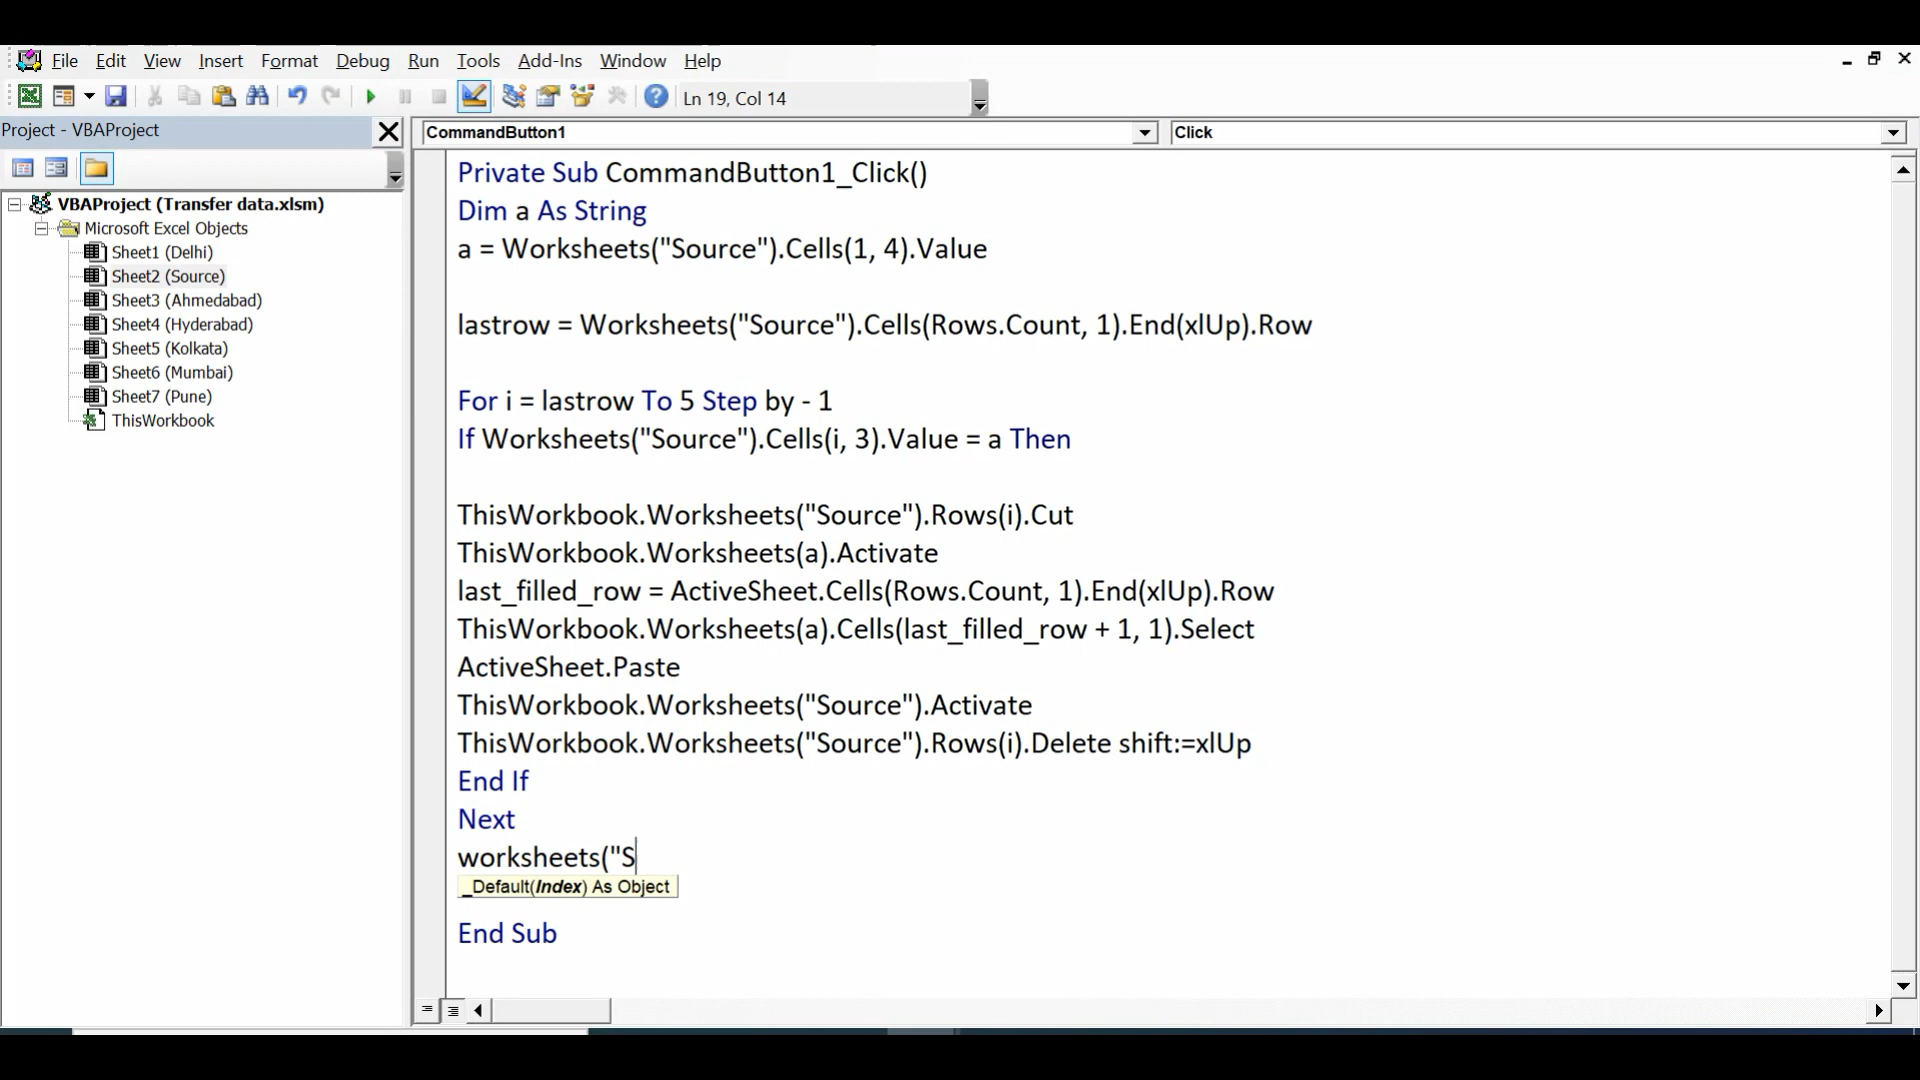 File Edit View Insert Format Debug Run Tools Add-Ins Window Help
Ln 19, Col 14
Project - VBAProject
CommandButton1
Click
VBAProject (Transfer data.xlsm)
Microsoft Excel Objects
Sheet1 (Delhi)
Sheet2 (Source)
Sheet3 (Ahmedabad)
Sheet4 (Hyderabad)
Sheet5 (Kolkata)
Sheet6 (Mumbai)
Sheet7 (Pune)
ThisWorkbook
Private Sub CommandButton1_Click()
Dim a As String
a = Worksheets("Source").Cells(1, 4).Value
lastrow = Worksheets("Source").Cells(Rows.Count, 1).End(xlUp).Row
For i = lastrow To 5 Step by - 1
If Worksheets("Source").Cells(i, 3).Value = a Then
ThisWorkbook.Worksheets("Source").Rows(i).Cut
ThisWorkbook.Worksheets(a).Activate
last_filled_row = ActiveSheet.Cells(Rows.Count, 1).End(xlUp).Row
ThisWorkbook.Worksheets(a).Cells(last_filled_row + 1, 1).Select
ActiveSheet.Paste
ThisWorkbook.Worksheets("Source").Activate
ThisWorkbook.Worksheets("Source").Rows(i).Delete shift:=xlUp
End If
Next
worksheets("S
_Default(Index) As Object
End Sub